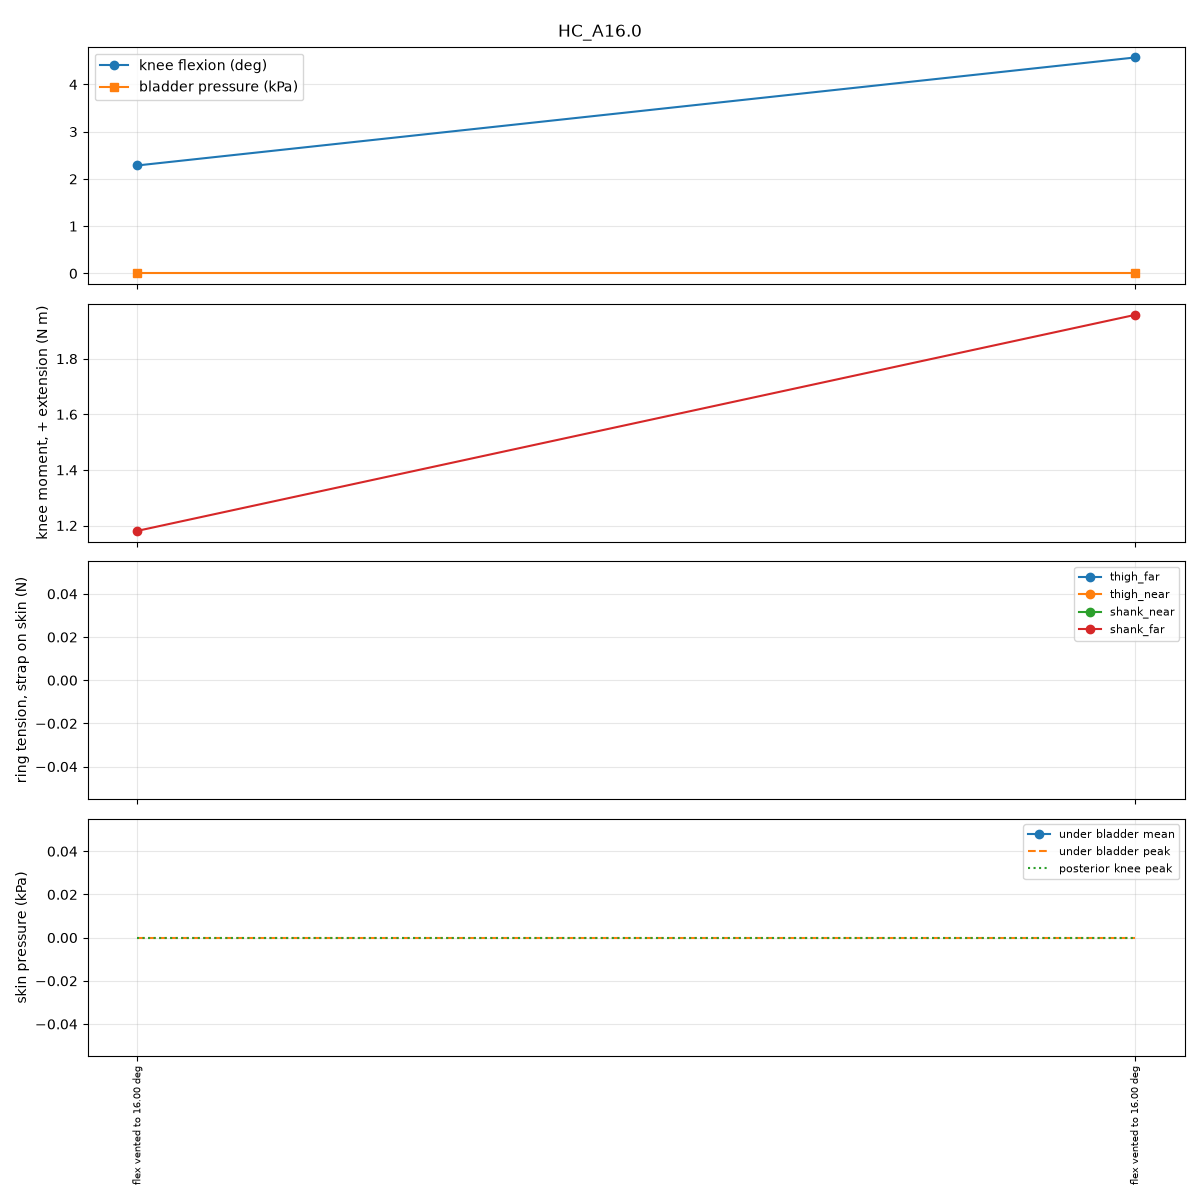 HC_A16.0
knee flexion (deg)
bladder pressure (kPa)
4
3
2
1
0
knee moment, + extension (N m)
1.8
1.6
1.4
1.2
ring tension, strap on skin (N)
0.04
0.02
0.00
−0.02
−0.04
thigh_far
thigh_near
shank_near
shank_far
skin pressure (kPa)
0.04
0.02
0.00
−0.02
−0.04
under bladder mean
under bladder peak
posterior knee peak
flex vented to 16.00 deg
flex vented to 16.00 deg